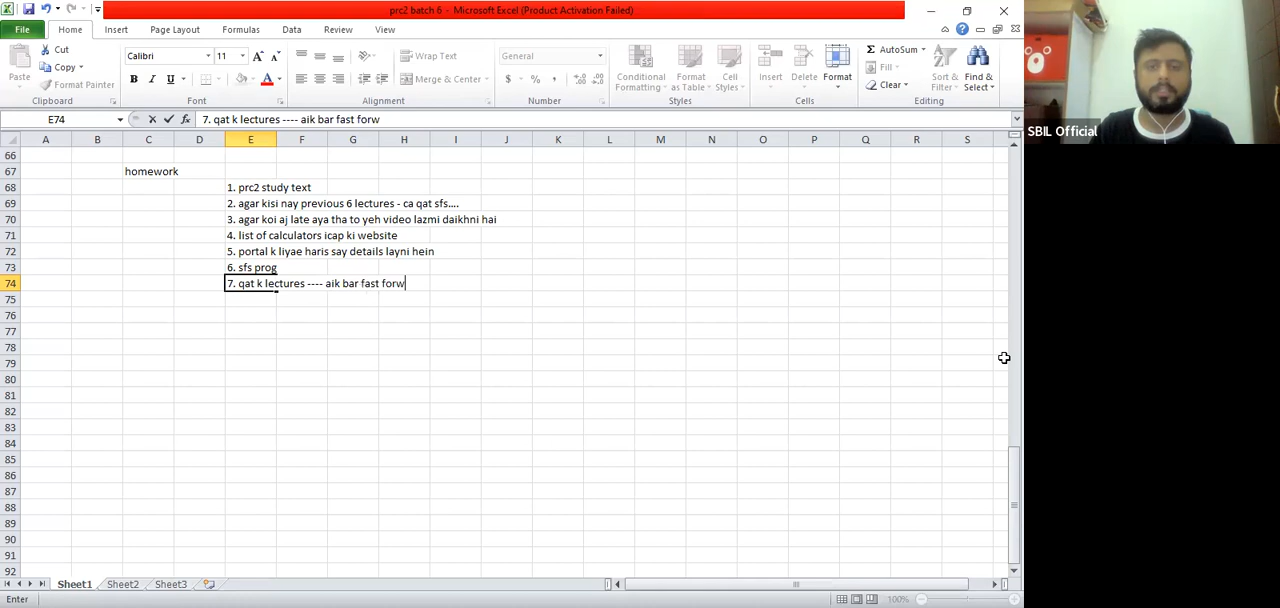 prc2 batch 6 - Microsoft Excel (Product Activation Failed)
File Home Insert Page Layout Formulas Data Review View
Cut
Copy
Format Painter
Paste
Clipboard
Calibri 11
B I U A
Font
Wrap Text
Merge & Center
Alignment
General
$ % ,
Number
Conditional Formatting
Format as Table
Cell Styles
Styles
Insert Delete Format
Cells
AutoSum
Fill
Clear
Sort & Filter
Find & Select
Editing
E74 fx 7. qat k lectures ---- aik bar fast forw
A B C D E F G H I J K L M N O P Q R S
66
67 homework
68 1. prc2 study text
69 2. agar kisi nay previous 6 lectures - ca qat sfs....
70 3. agar koi aj late aya tha to yeh video lazmi daikhni hai
71 4. list of calculators icap ki website
72 5. portal k liyae haris say details layni hein
73 6. sfs prog
74 7. qat k lectures ---- aik bar fast forw
75
76
77
78
79
80
81
82
83
84
85
86
87
88
89
90
91
92
Sheet1 Sheet2 Sheet3
Enter 100%
SBIL Official